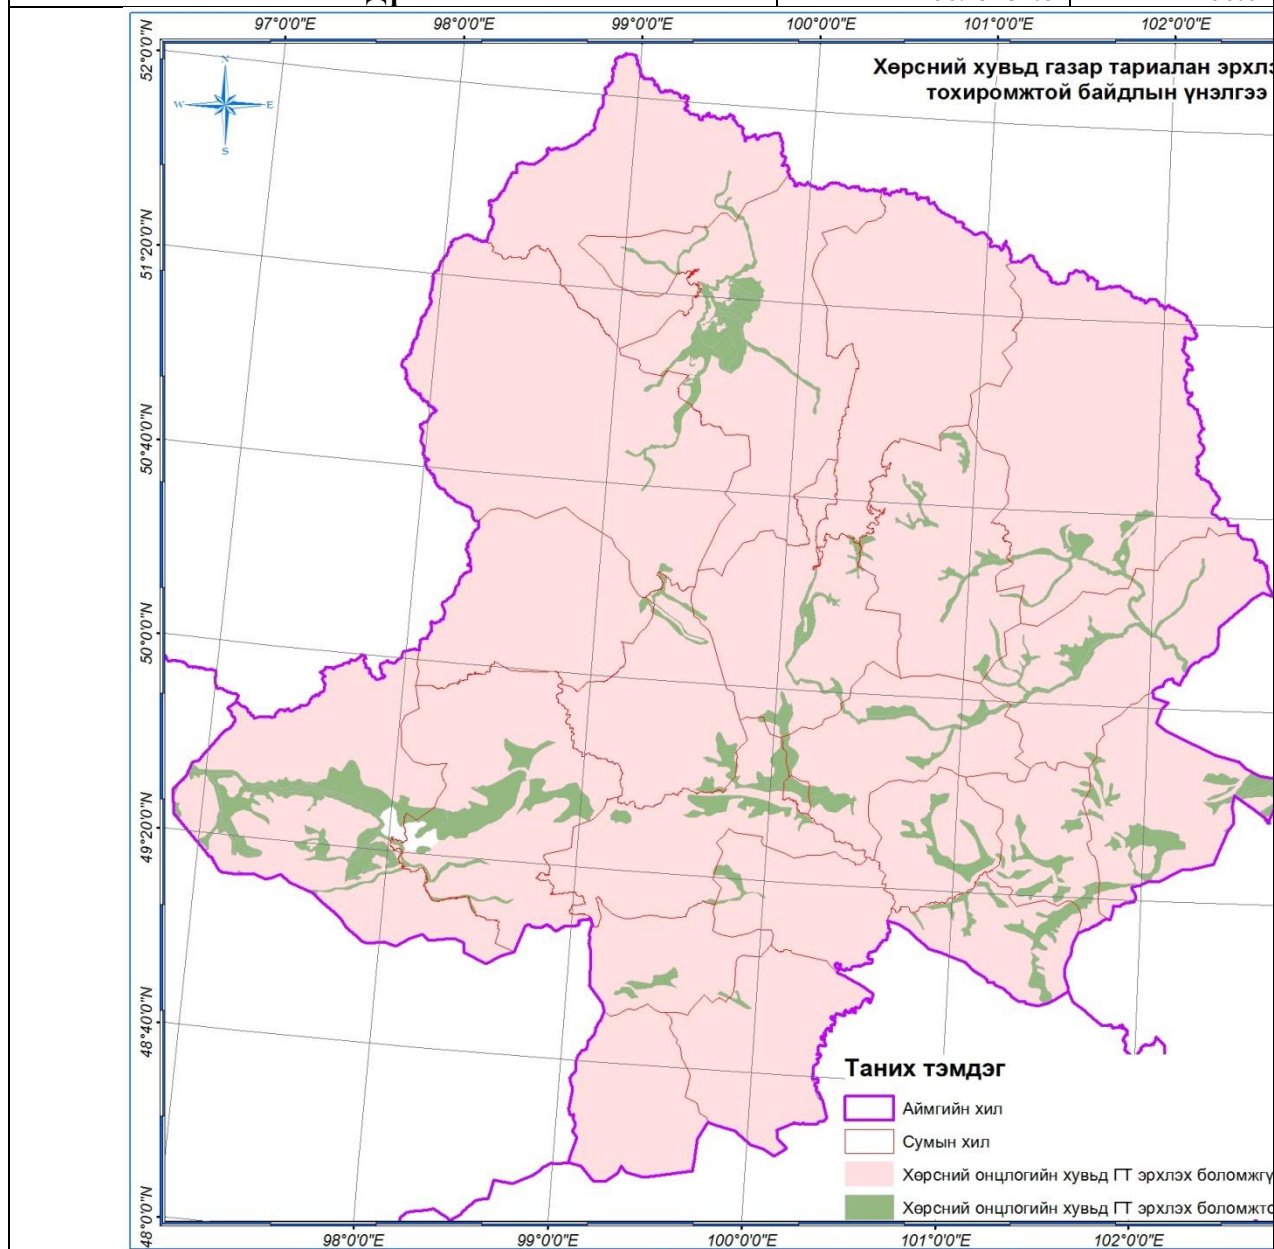 97°0'0"E 98°0'0"E 99°0'0"E 100°0'0"E 101°0'0"E 102°0'0"E
Хөрсний хувьд газар тариалан эрхлэ
тохиромжтой байдлын үнэлгээ
N
W E
S
52°0'0"N
51°20'0"N
50°40'0"N
50°0'0"N
49°20'0"N
48°40'0"N
48°0'0"N
Таних тэмдэг
Аймгийн хил
Сумын хил
Хөрсний онцлогийн хувьд ГТ эрхлэх боломжгү
Хөрсний онцлогийн хувьд ГТ эрхлэх боломжто
98°0'0"E 99°0'0"E 100°0'0"E 101°0'0"E 102°0'0"E